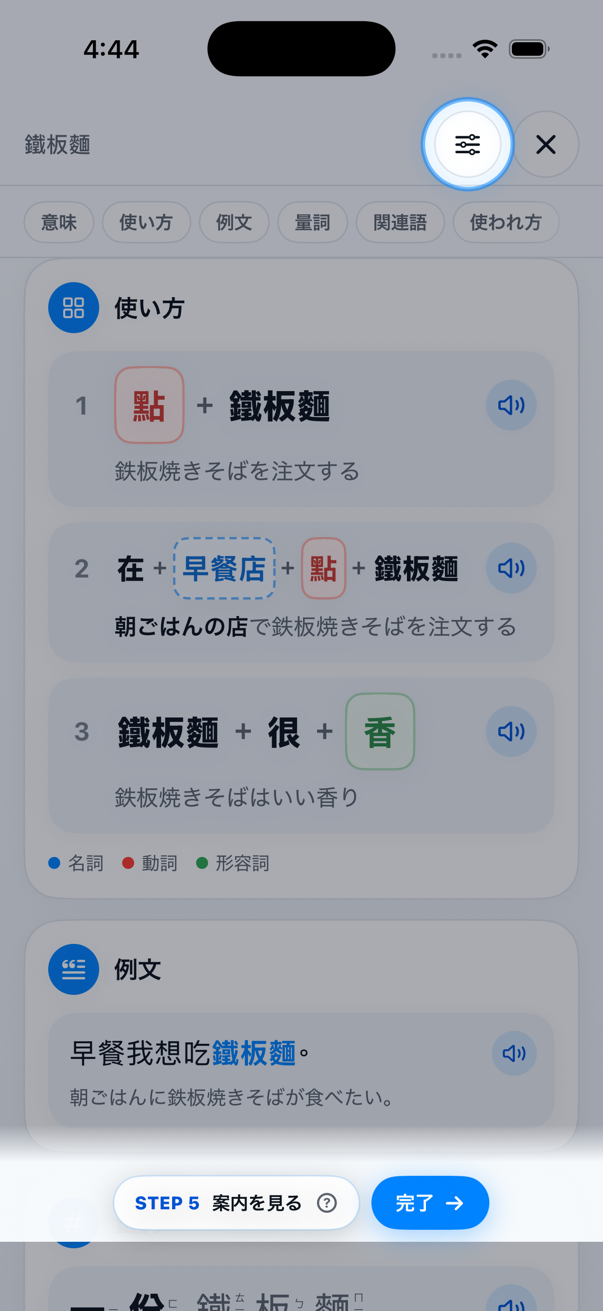 4:44
鐵板麵
意味 使い方 例文 量詞 関連語 使われ方
使い方
1 點 + 鐵板麵
鉄板焼きそばを注文する
2 在 + 早餐店 + 點 + 鐵板麵
朝ごはんの店で鉄板焼きそばを注文する
3 鐵板麵 + 很 + 香
鉄板焼きそばはいい香り
名詞 動詞 形容詞
例文
早餐我想吃鐵板麵。
朝ごはんに鉄板焼きそばが食べたい。
STEP 5 案内を見る ? 完了 →
一份鐵板麵